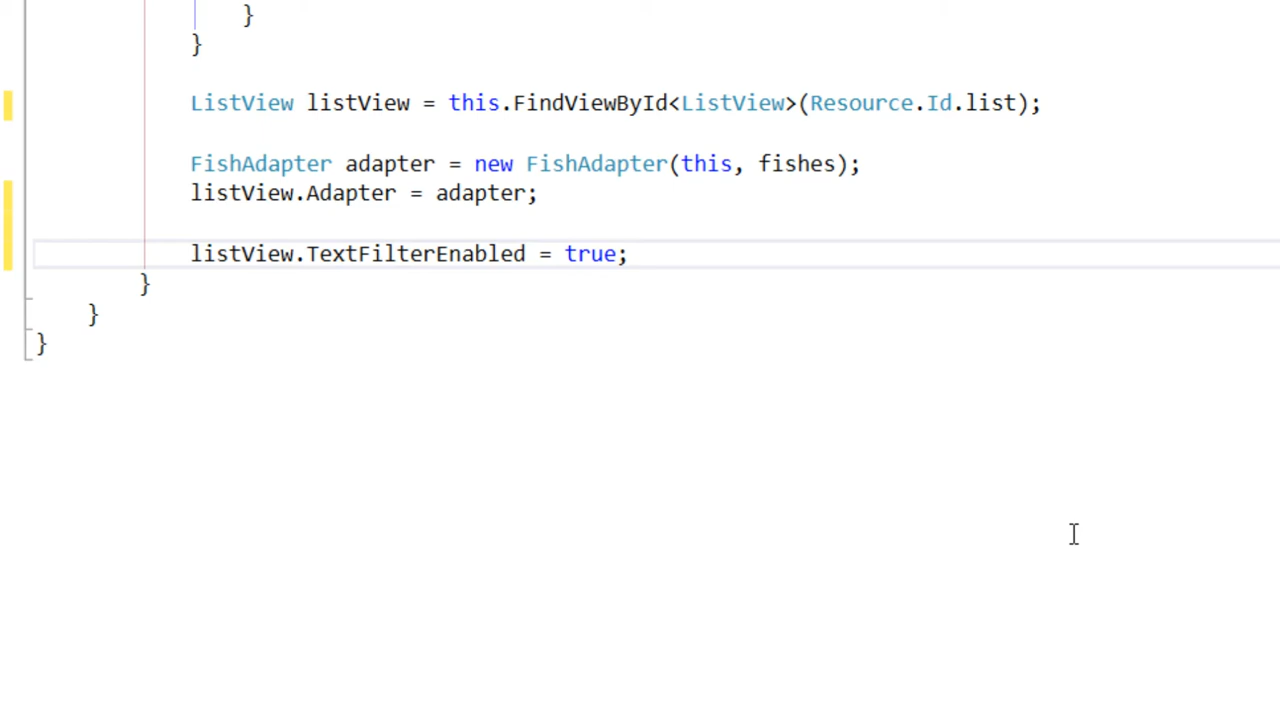 }
}
ListView listView = this.FindViewById<ListView>(Resource.Id.list);
FishAdapter adapter = new FishAdapter(this, fishes);
listView.Adapter = adapter;
listView.TextFilterEnabled = true;
}
}
}